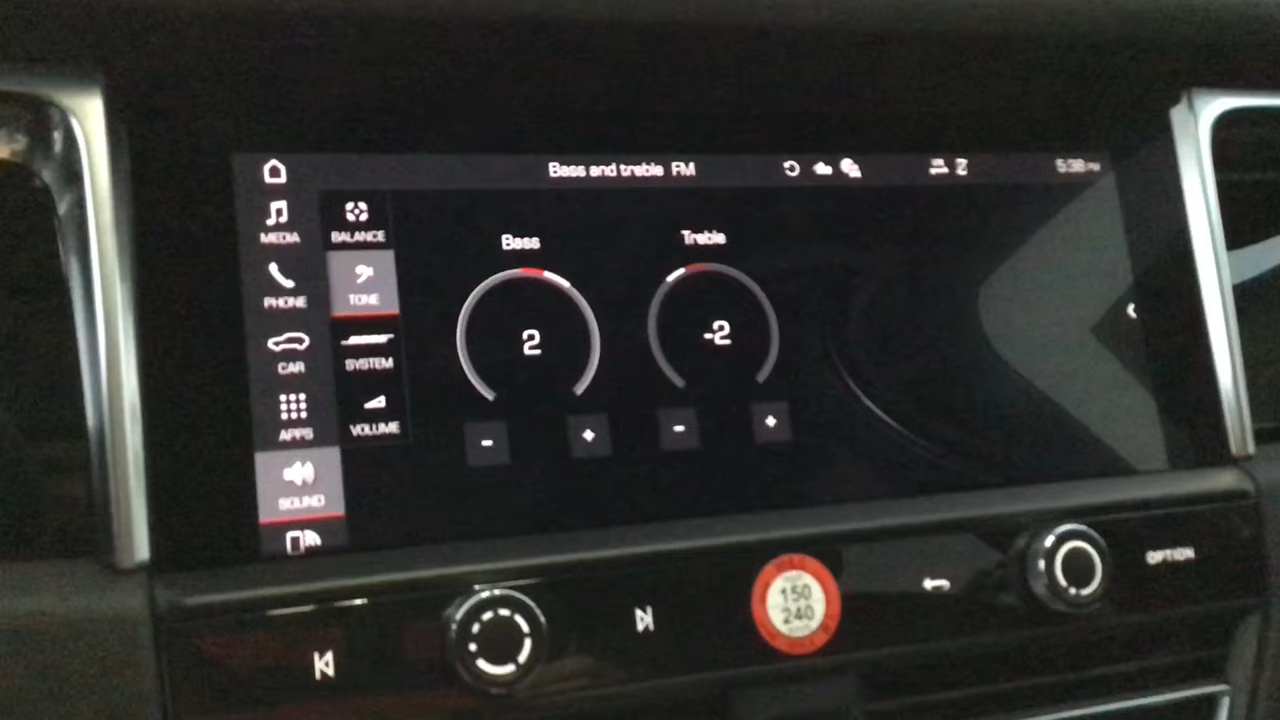 Bass and treble FM
5:38 PM
MEDIA
BALANCE
Bass
Treble
PHONE
TONE
2
-2
CAR
SYSTEM
APPS
VOLUME
-
+
-
+
SOUND
OPTION
150
240